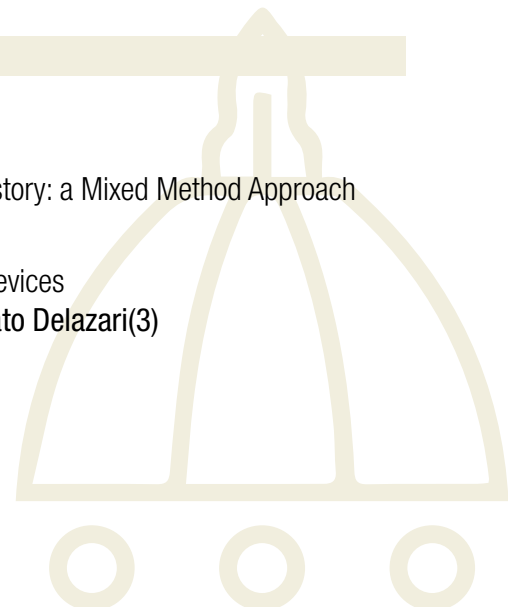 story: a Mixed Method Approach
evices
ato Delazari(3)